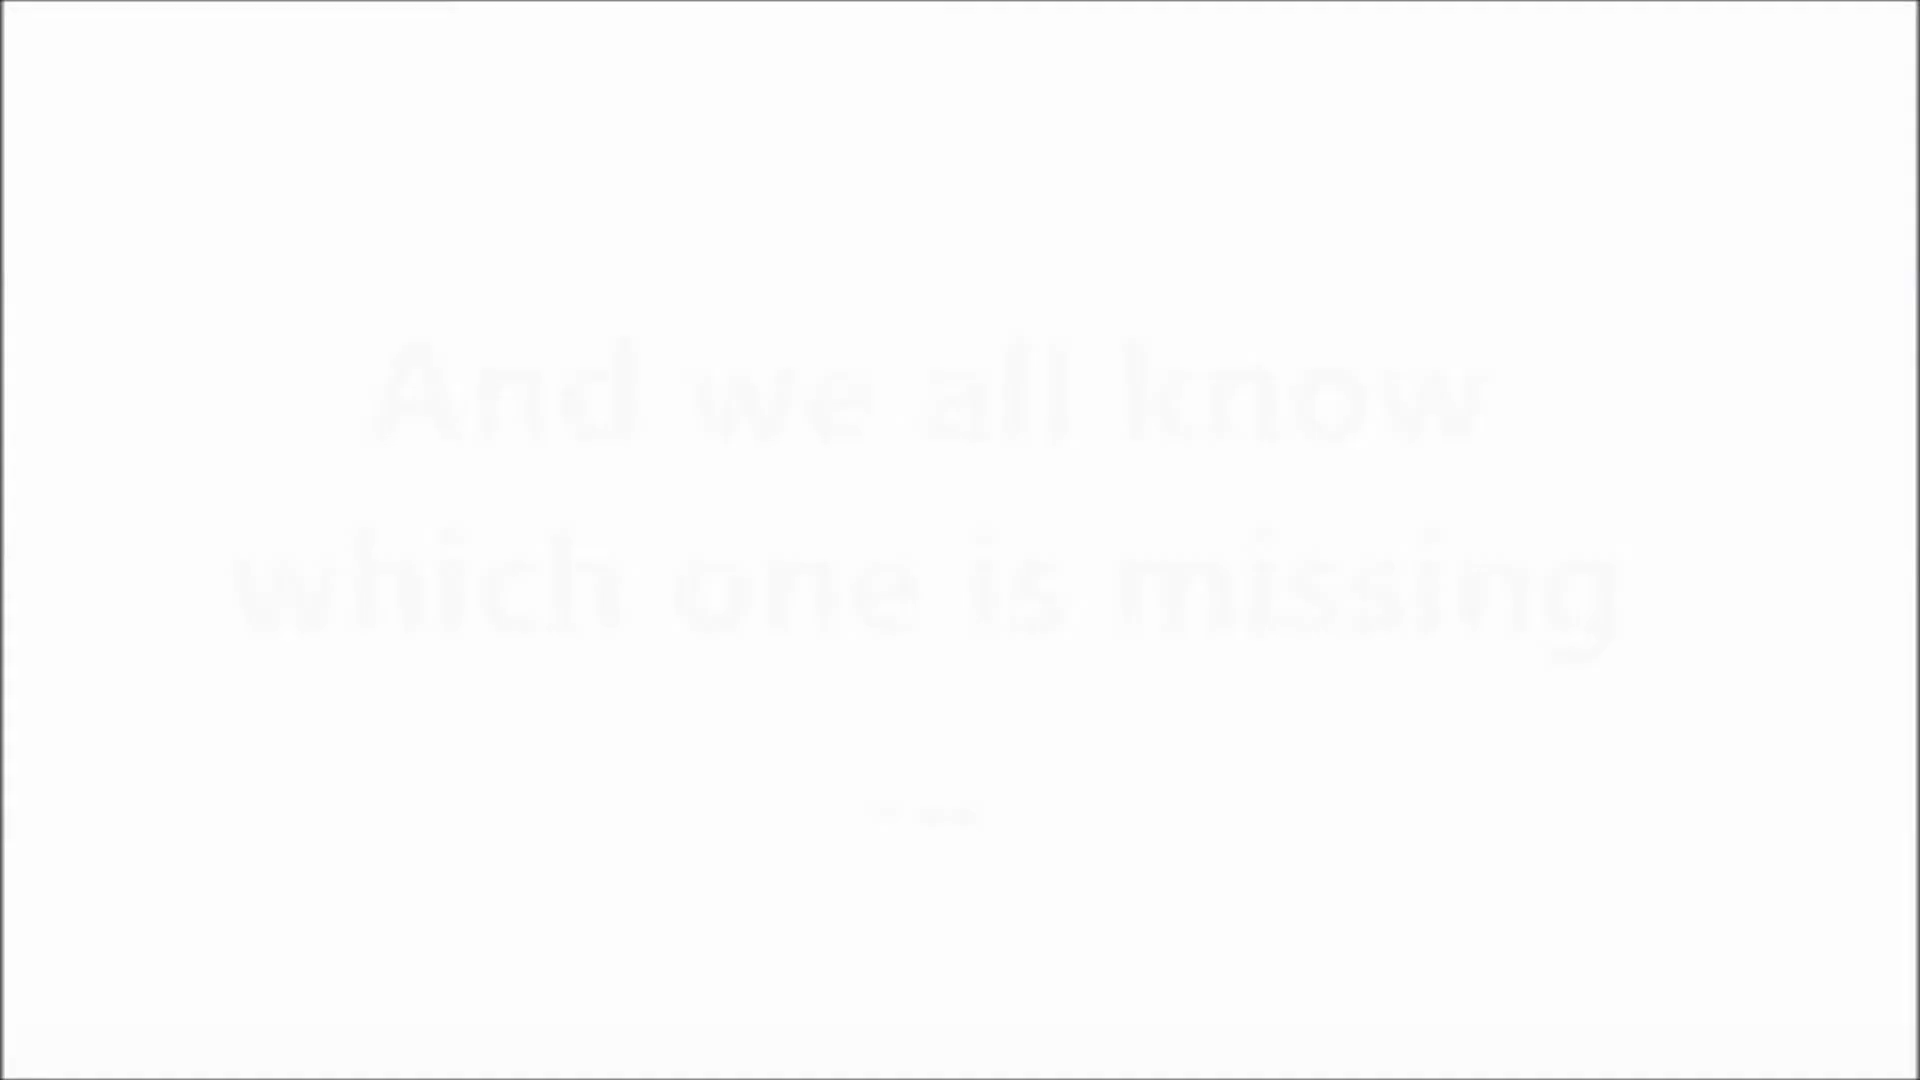 And we all know
which one is missing